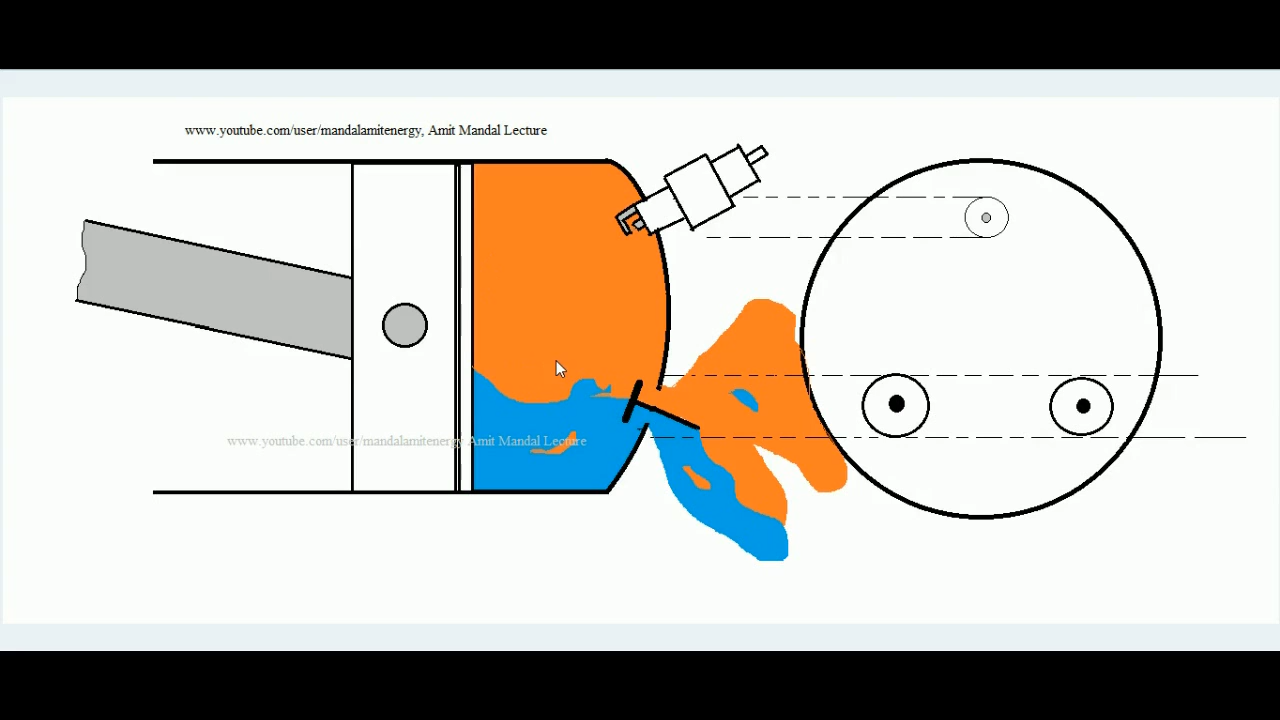 www.youtube.com/user/mandalamitenergy, Amit Mandal Lecture
www.youtube.com/user/mandalamitenergy Amit Mandal Lecture